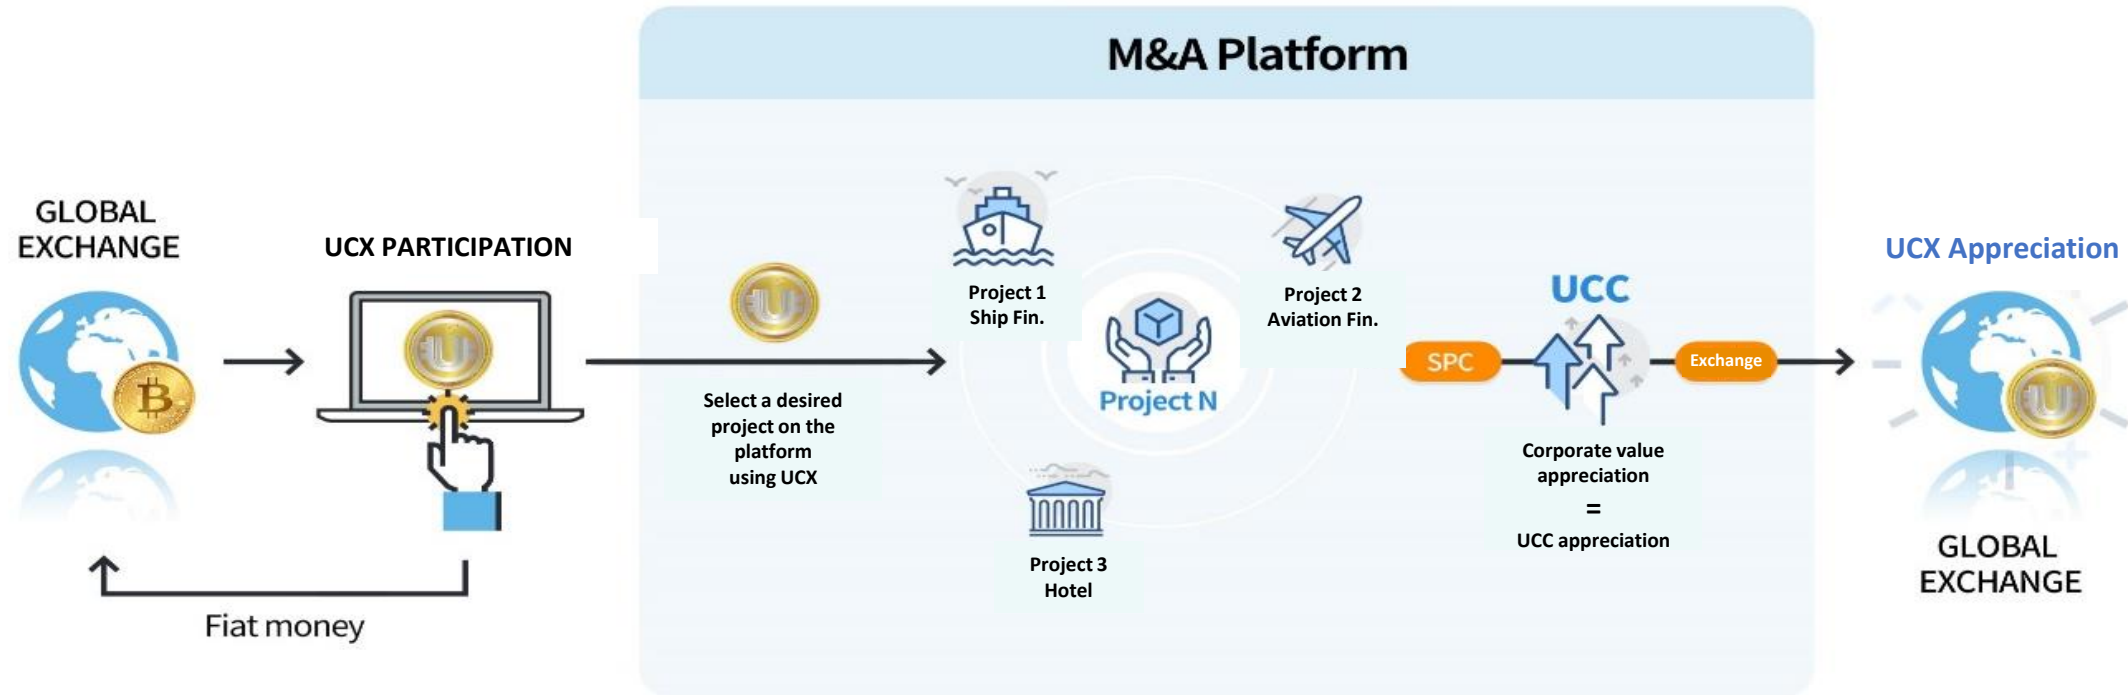 M&A Platform
GLOBAL
EXCHANGE
UCX PARTICIPATION
Fiat money
Select a desired
project on the
platform
using UCX
Project 1
Ship Fin.
Project 2
Aviation Fin.
Project N
Project 3
Hotel
SPC
UCC
Exchange
Corporate value
appreciation
=
UCC appreciation
UCX Appreciation
GLOBAL
EXCHANGE